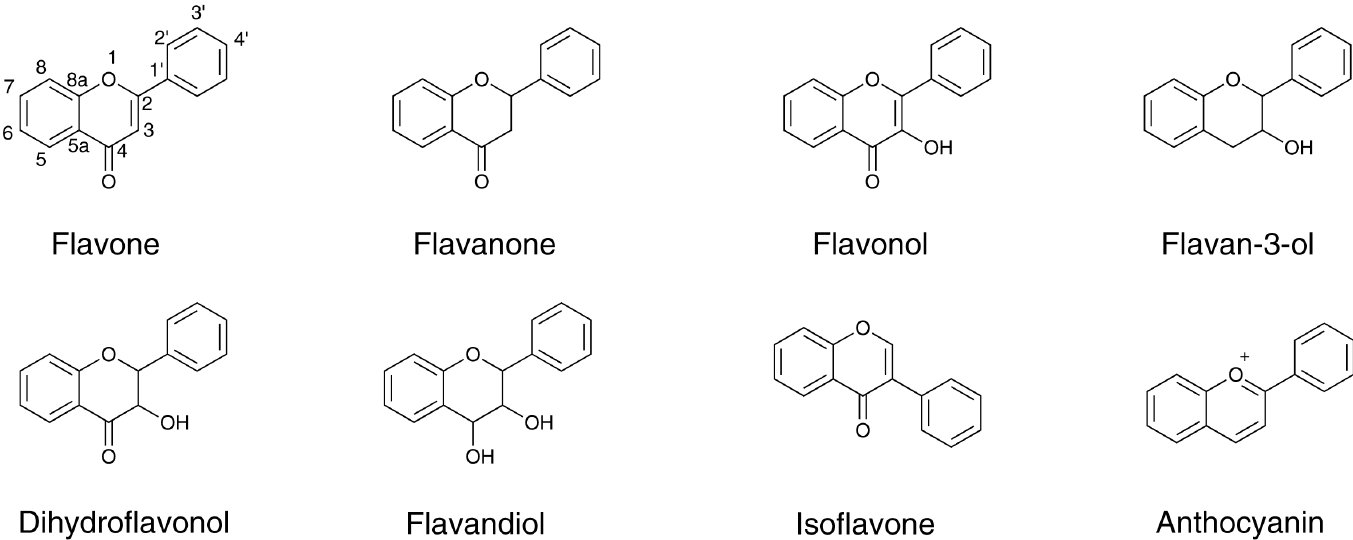 3'
2'
4'
1
8
O
1'
7
8a
2
6
5a
3
5
4
O
Flavone
O
O
Flavanone
O
OH
O
Flavonol
O
OH
Flavan-3-ol
O
OH
O
Dihydroflavonol
O
OH
OH
Flavandiol
O
O
Isoflavone
+
O
Anthocyanin